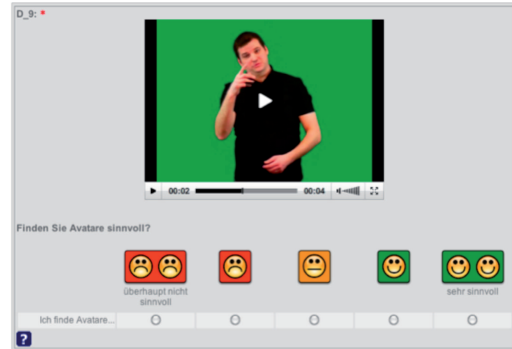 D_9: *
00:02 00:04
Finden Sie Avatare sinnvoll?
überhaupt nicht
sinnvoll
sehr sinnvoll
Ich finde Avatare...
?